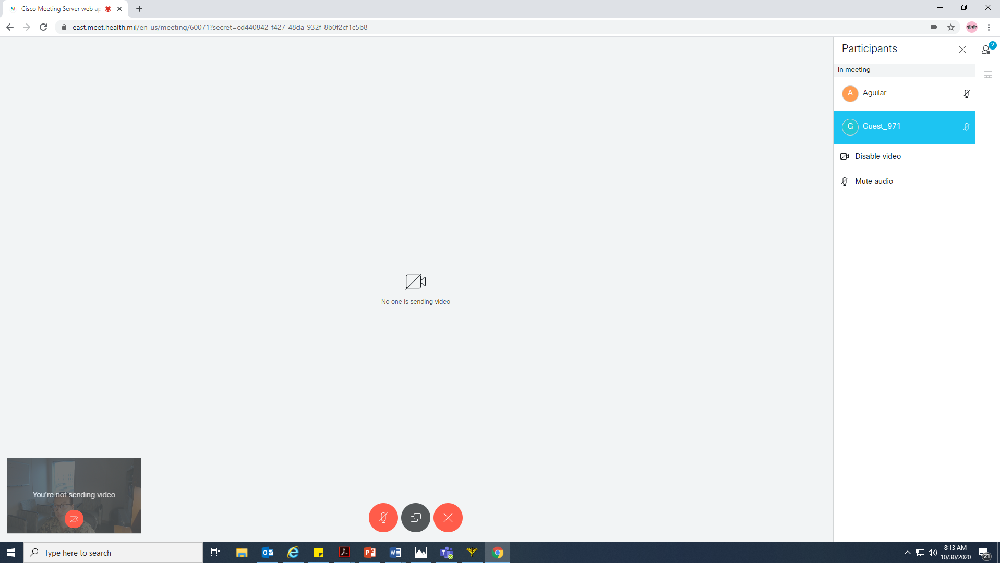 Cisco Meeting Server web ap
east.meet.health.mil/en-us/meeting/60071?secret=cd440842-f427-48da-932f-8b0f2cf1c5b8
Participants
2
In meeting
A Aguilar
G Guest_971
Disable video
Mute audio
No one is sending video
You're not sending video
Type here to search
8:13 AM
10/30/2020
21